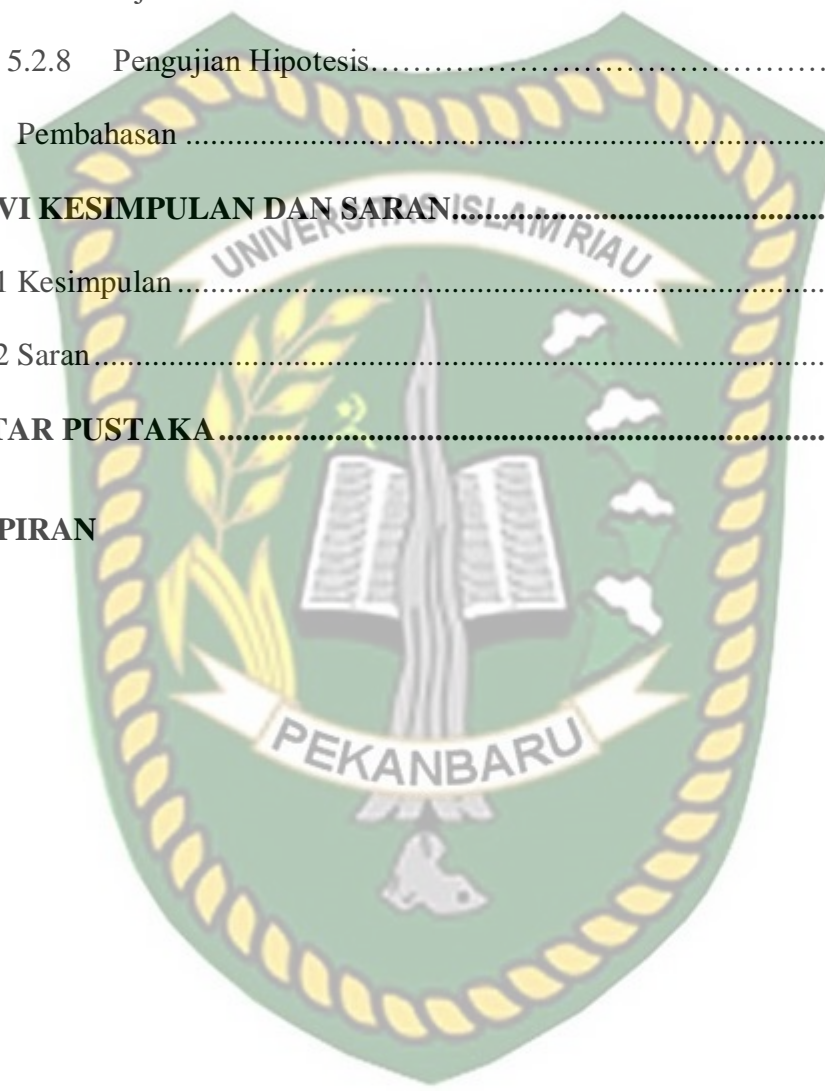 5.2.8 Pengujian Hipotesis……………………………………
Pembahasan ..........................................................................
VI KESIMPULAN DAN SARAN............................................
UNIVERSITAS ISLAM RIAU
1 Kesimpulan ..........................................................................
2 Saran....................................................................................
TAR PUSTAKA......................................................................
PIRAN
PEKANBARU